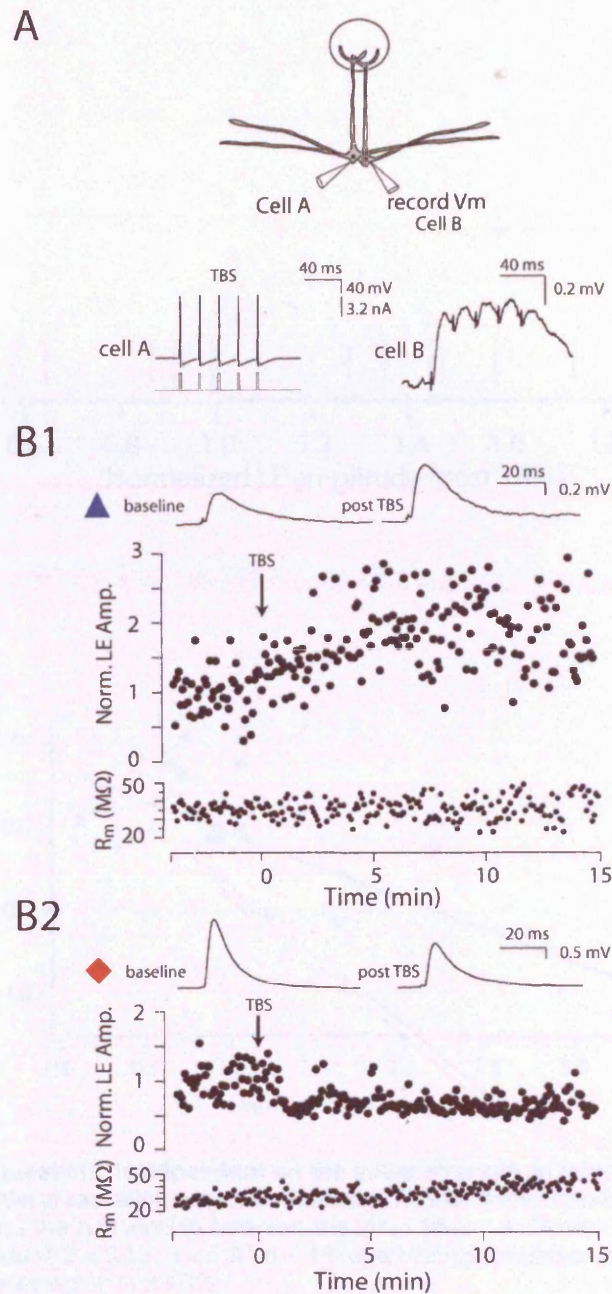 A
Cell A
record Vm
Cell B
TBS
40 ms
40 mV
3.2 nA
cell A
40 ms
0.2 mV
cell B
B1
baseline
post TBS
20 ms
0.2 mV
TBS
Norm. LE Amp.
3
2
1
0
Rm (MΩ)
50
20
0
5
10
15
Time (min)
B2
baseline
post TBS
20 ms
0.5 mV
TBS
Norm. LE Amp.
2
1
0
Rm (MΩ)
50
20
0
5
10
15
Time (min)